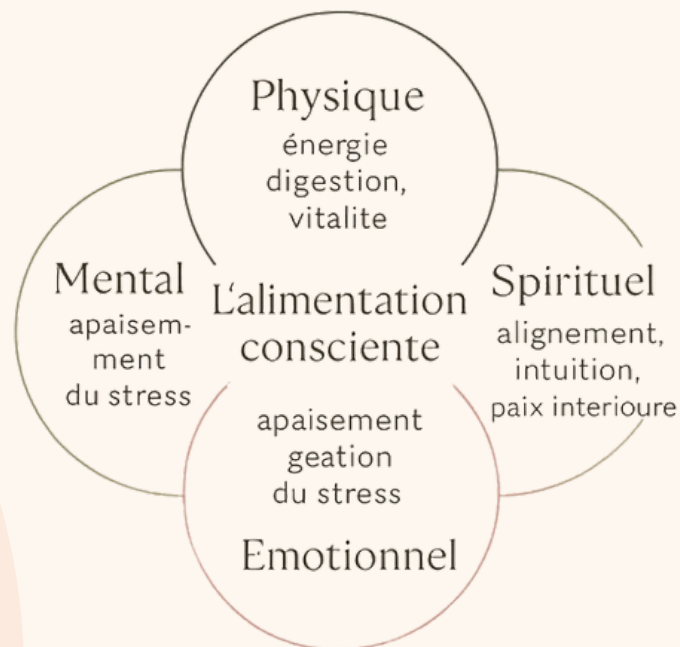 Physique
énergie
digestion,
vitalite
Mental
apaisem-
ment
du stress
L‘alimentation
consciente
Spirituel
alignement,
intuition,
paix interioure
apaisement
geation
du stress
Emotionnel